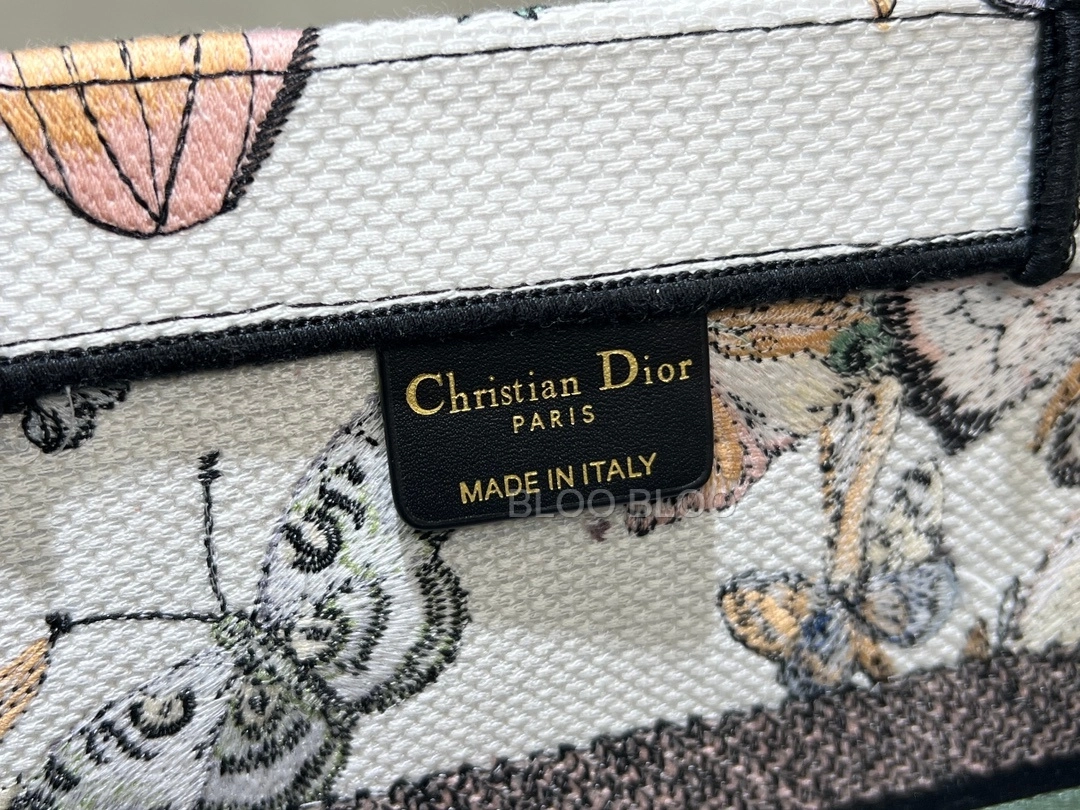 Christian Dior
PARIS
MADE IN ITALY
BLOO BLOO